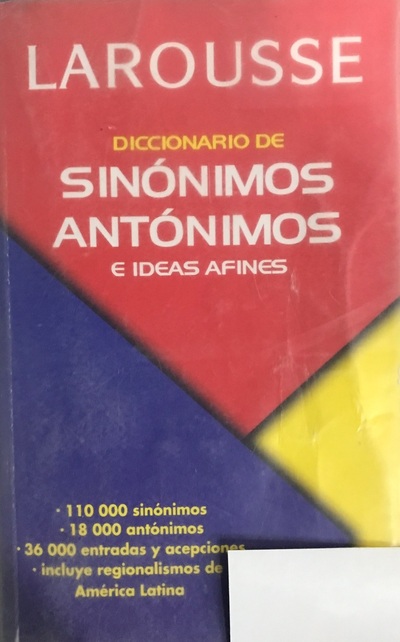 LAROUSSE
DICCIONARIO DE
SINÓNIMOS
ANTÓNIMOS
E IDEAS AFINES
· 110 000 sinónimos
· 18 000 antónimos
· 36 000 entradas y acepciones
· incluye regionalismos de
América Latina